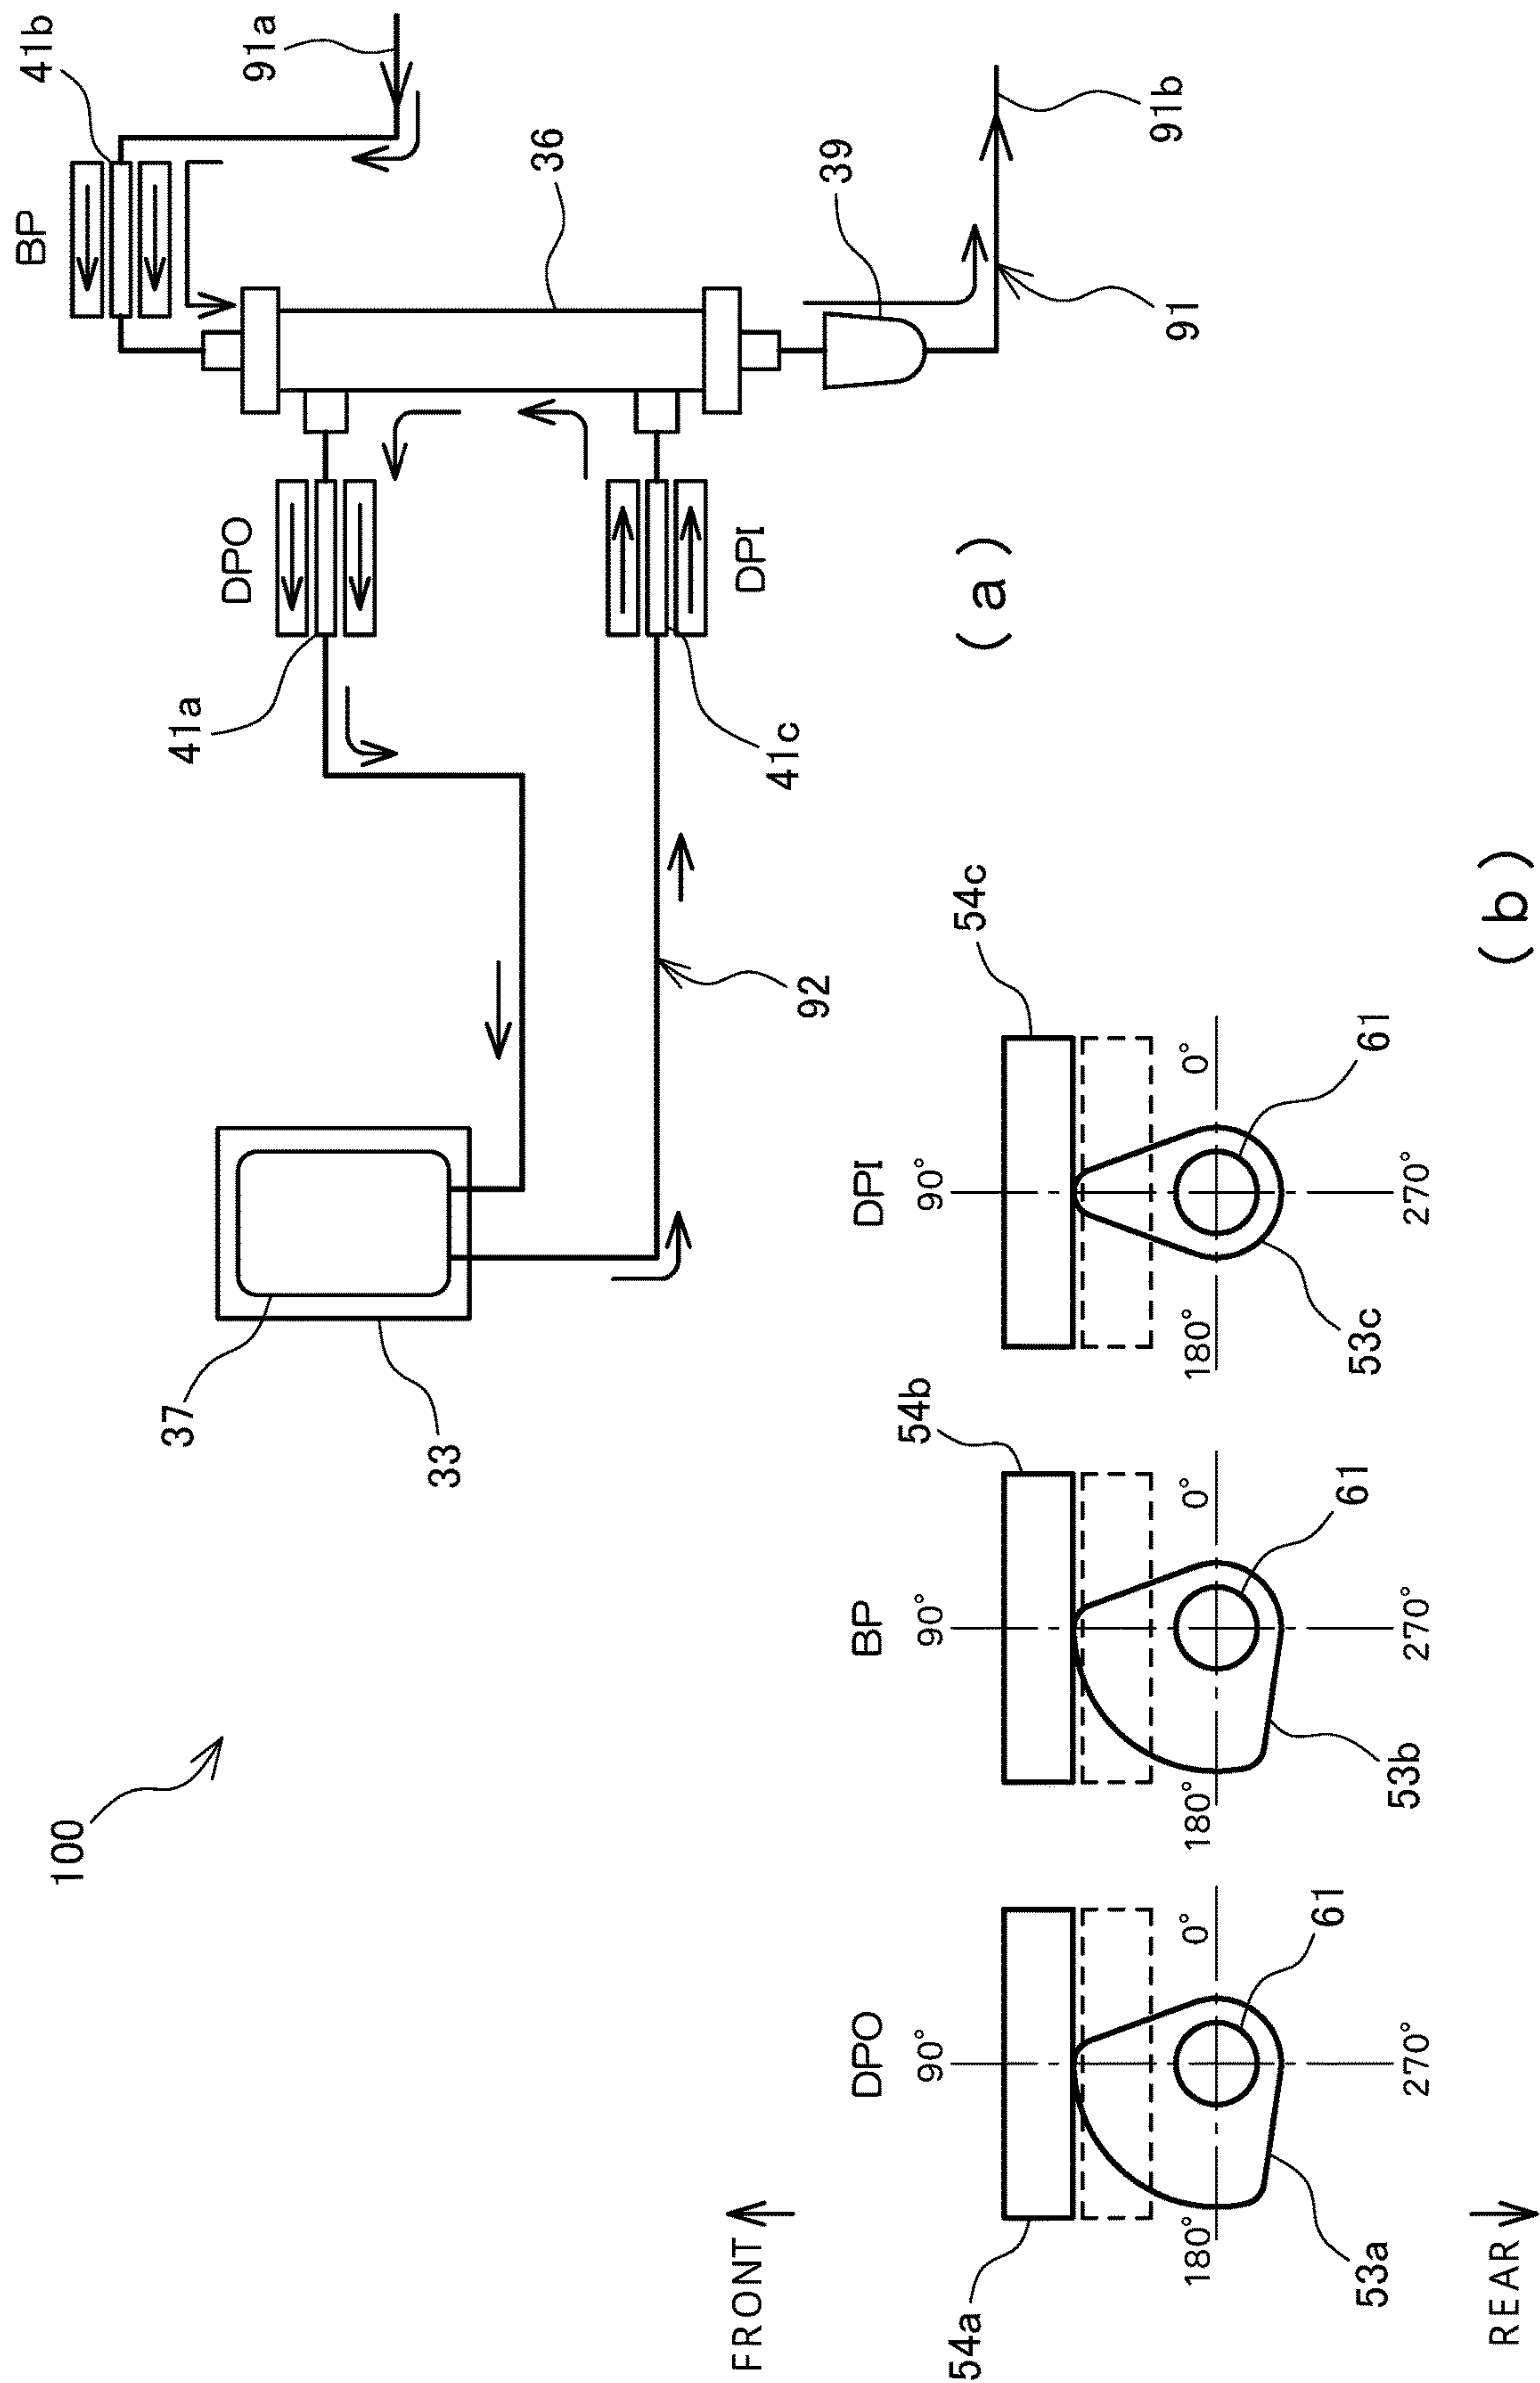 100
37
33
41a
DPO
BP
41b
91a
36
39
91b
91
DPI
41c
92
(a)
FRONT
REAR
DPO
90°
0°
180°
270°
54a
53a
61
BP
90°
0°
180°
270°
54b
53b
61
DPI
90°
0°
180°
270°
54c
53c
61
(b)